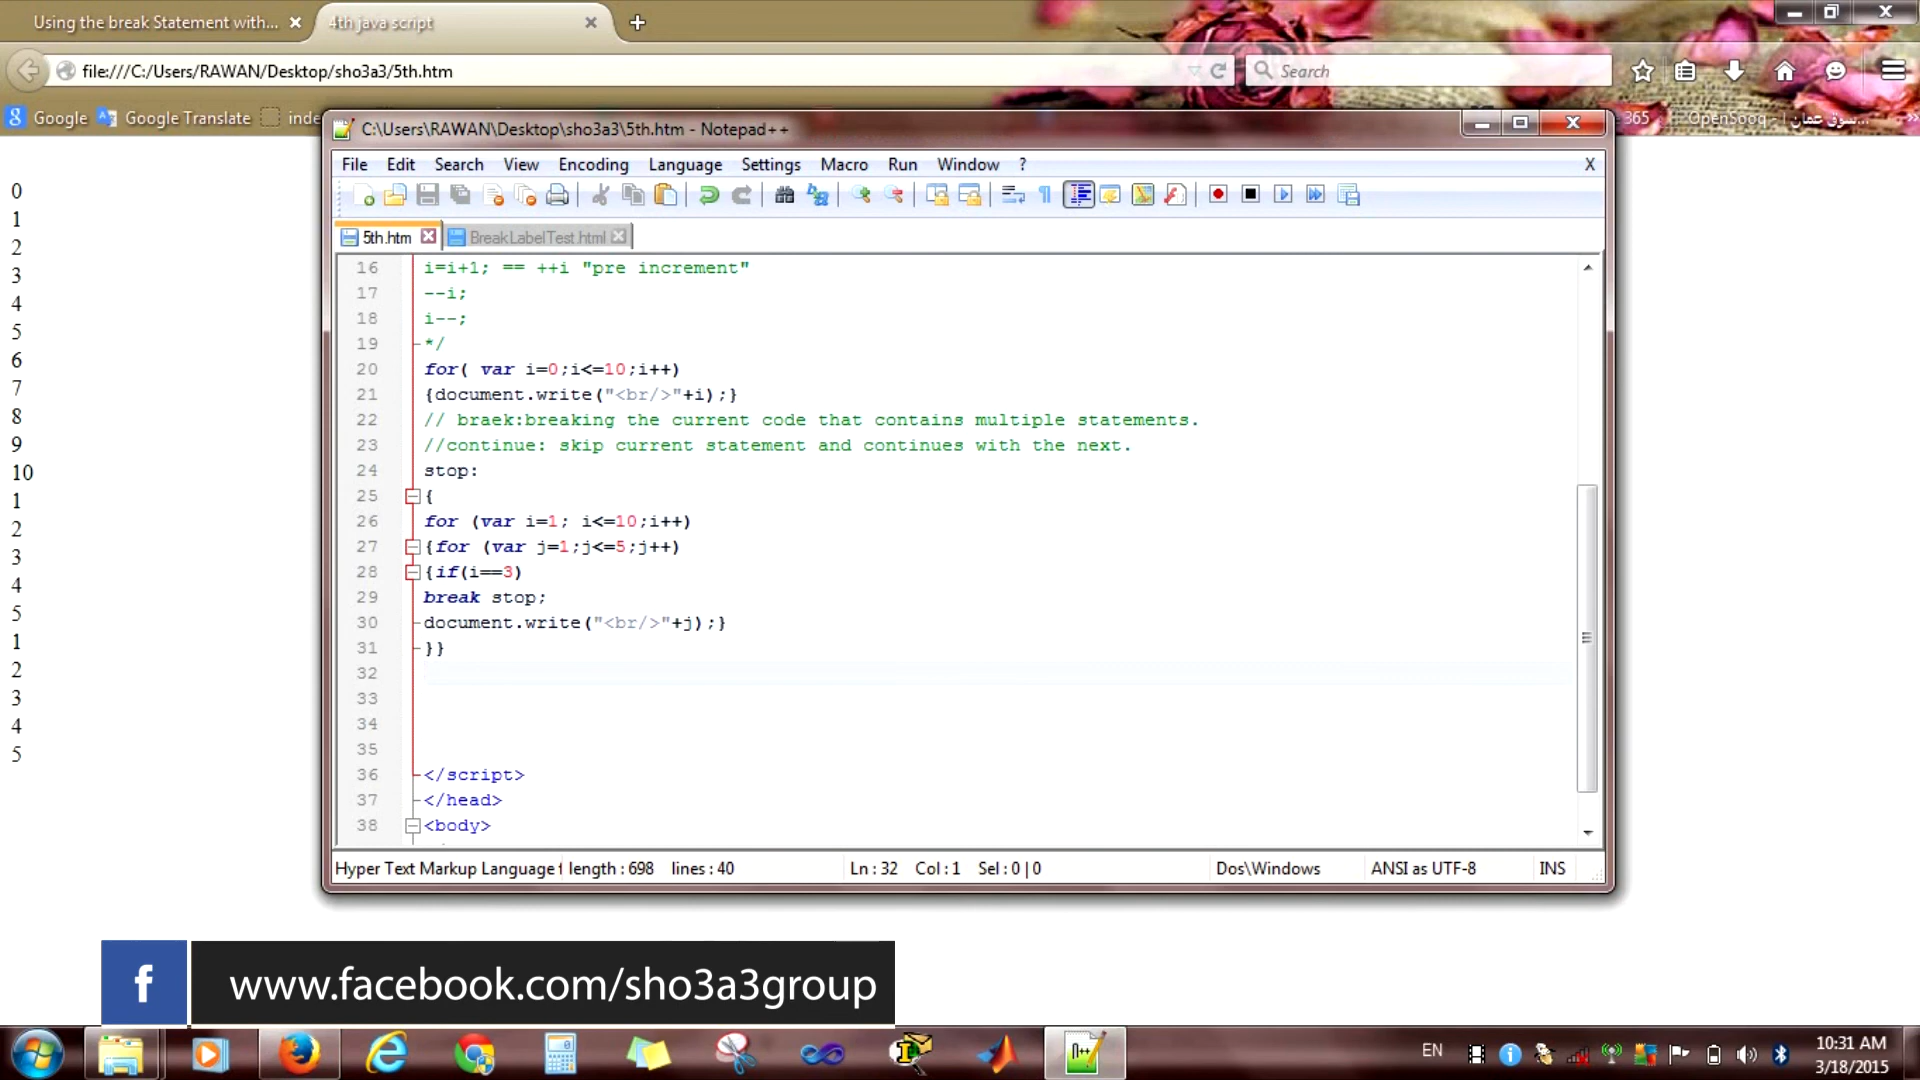 Using the break Statement with...
4th java script
file:///C:/Users/RAWAN/Desktop/sho3a3/5th.htm
Search
Google
Google Translate
inde
365
OpenSooq - سوق عمان...
C:\Users\RAWAN\Desktop\sho3a3\5th.htm - Notepad++
File Edit Search View Encoding Language Settings Macro Run Window ? X
5th.htm
BreakLabelTest.html
0
1
2
3
4
5
6
7
8
9
10
1
2
3
4
5
1
2
3
4
5
16 i=i+1; == ++i "pre increment"
17 --i;
18 i--;
19 */
20 for( var i=0;i<=10;i++)
21 {document.write("<br/>"+i);}
22 // braek:breaking the current code that contains multiple statements.
23 //continue: skip current statement and continues with the next.
24 stop:
25 {
26 for (var i=1; i<=10;i++)
27 {for (var j=1;j<=5;j++)
28 {if(i==3)
29 break stop;
30 document.write("<br/>"+j);}
31 }}
32
33
34
35
36 </script>
37 </head>
38 <body>
Hyper Text Markup Language f length : 698 lines : 40 Ln : 32 Col : 1 Sel : 0 | 0 Dos\Windows ANSI as UTF-8 INS
f www.facebook.com/sho3a3group
EN
10:31 AM
3/18/2015